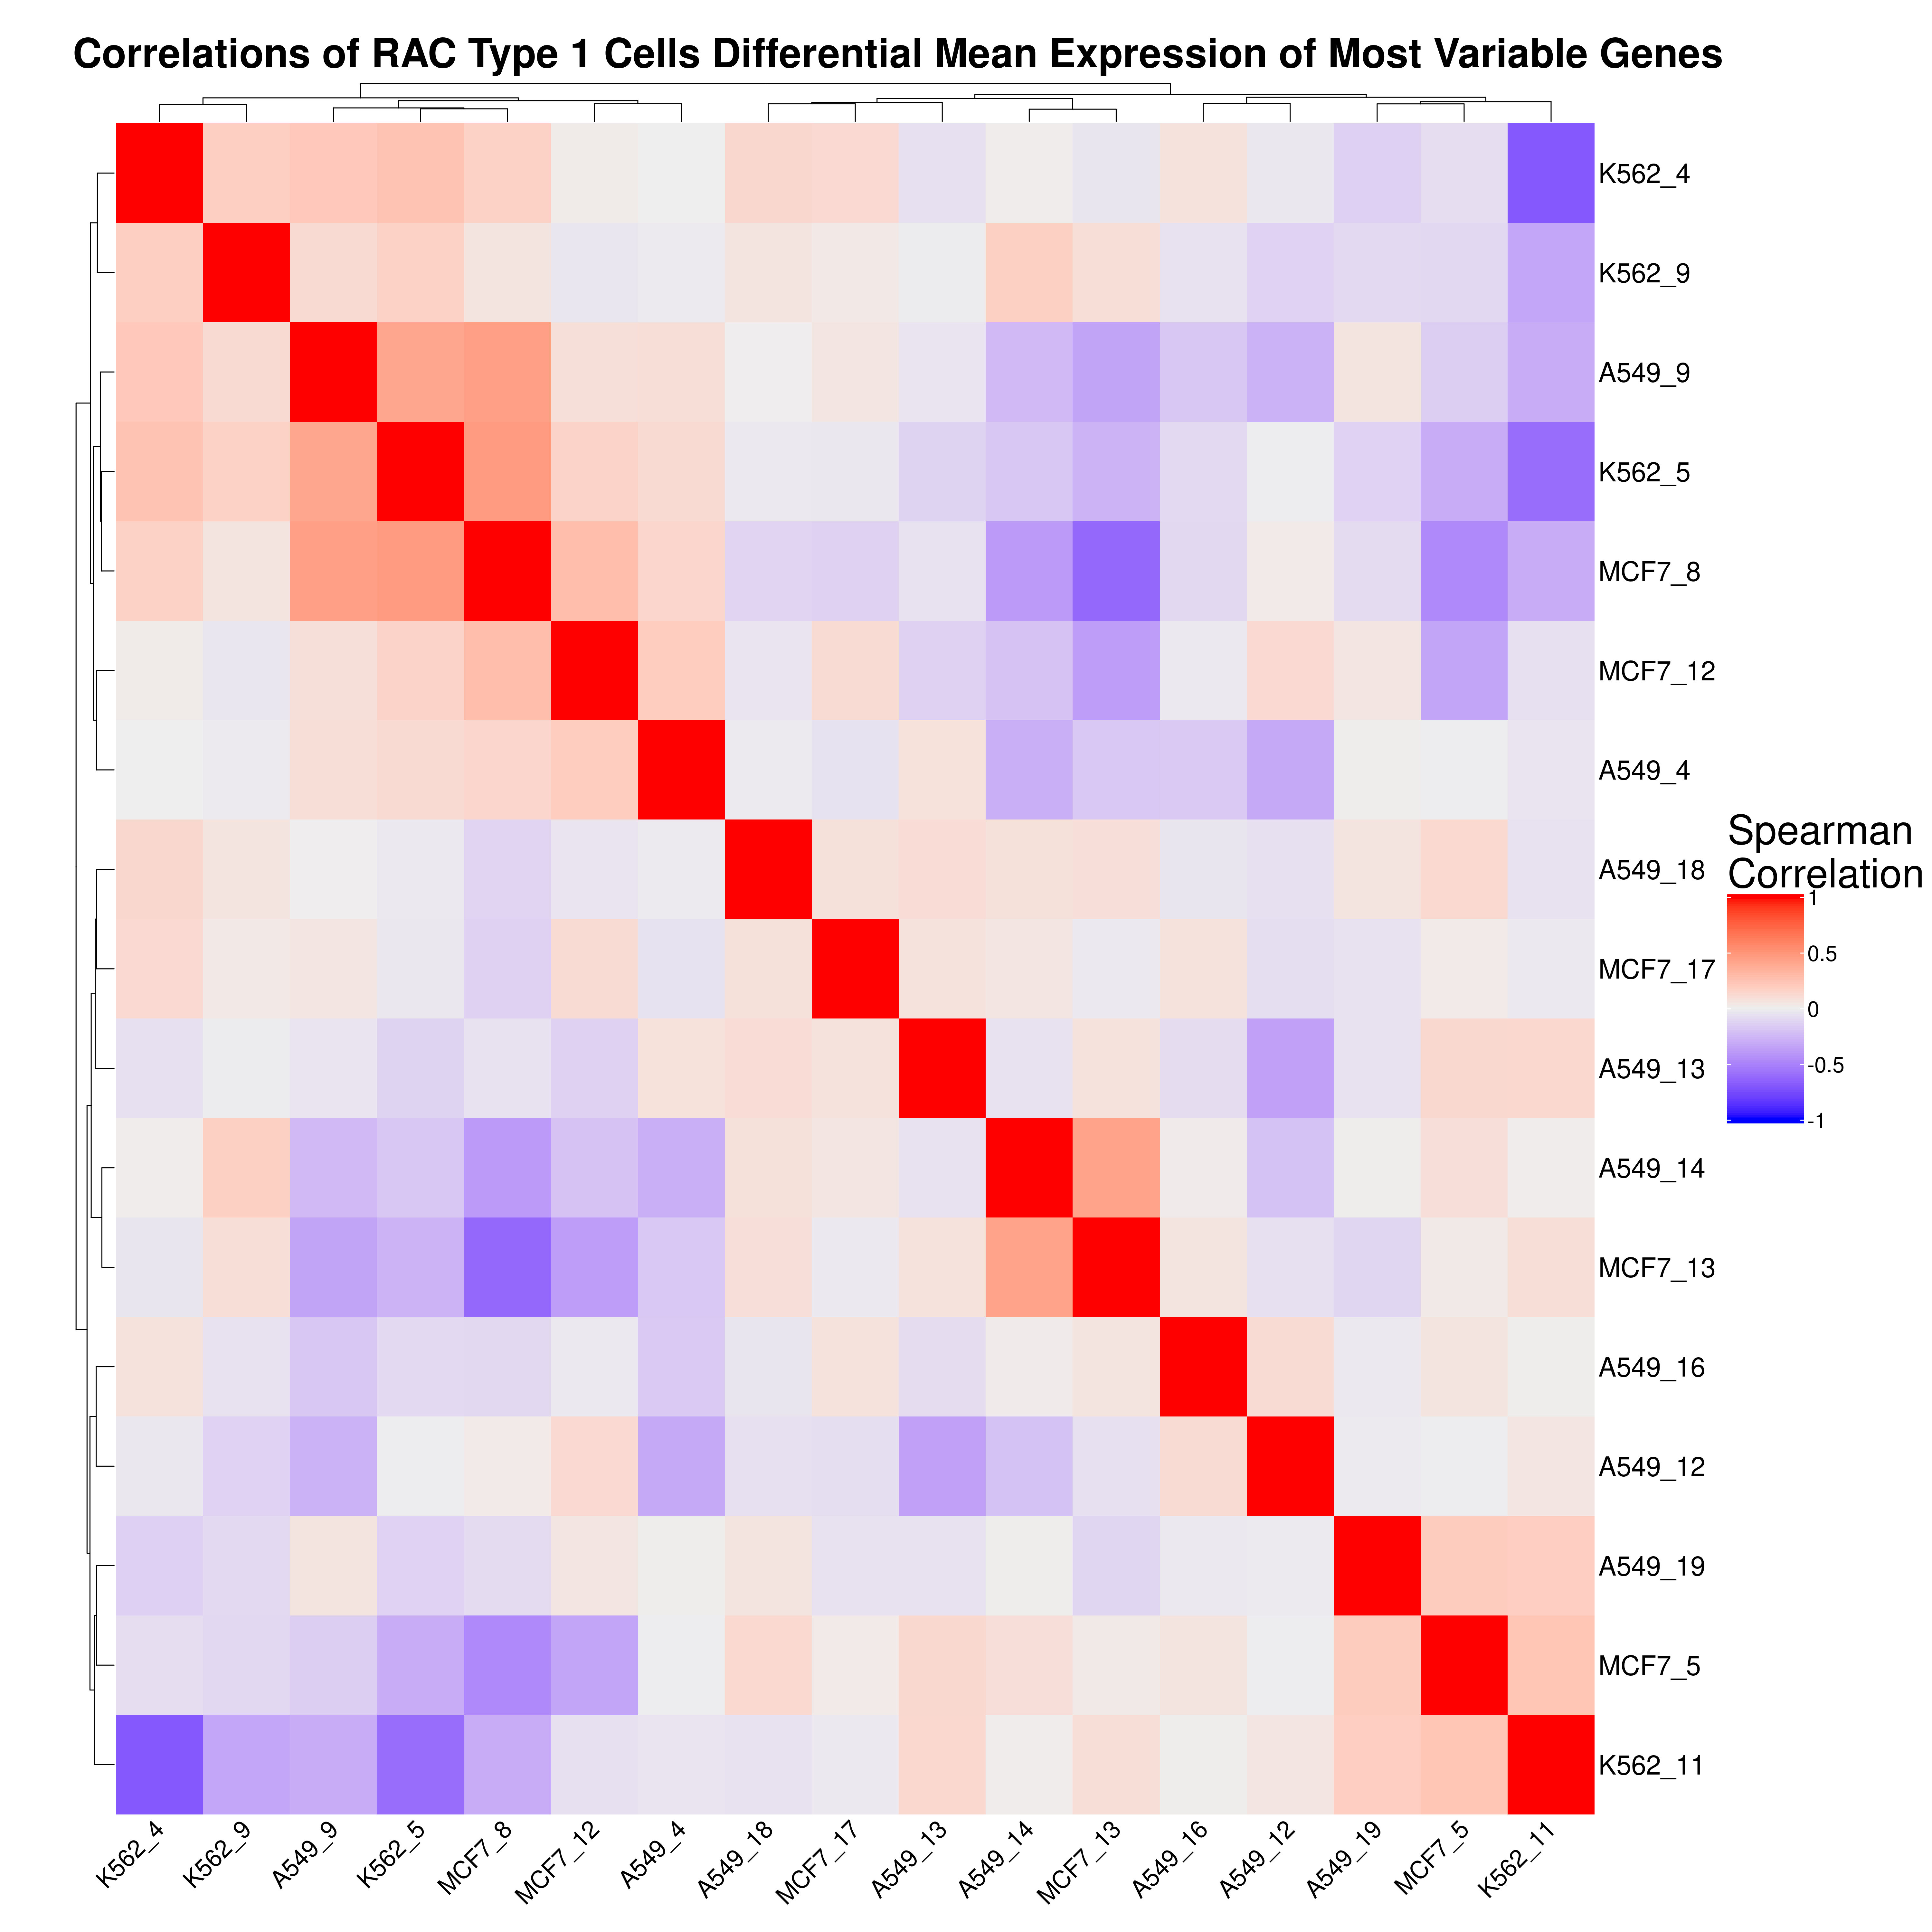 Correlations of RAC Type 1 Cells Differential Mean Expression of Most Variable Genes
K562_4
K562_9
A549_9
K562_5
MCF7_8
MCF7_12
A549_4
A549_18
MCF7_17
A549_13
A549_14
MCF7_13
A549_16
A549_12
A549_19
MCF7_5
K562_11
Spearman
Correlation
1
0.5
0
-0.5
-1
K562_4 K562_9 A549_9 K562_5 MCF7_8 MCF7_12 A549_4 A549_18 MCF7_17 A549_13 A549_14 MCF7_13 A549_16 A549_12 A549_19 MCF7_5 K562_11